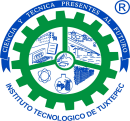 CIENCIA Y TECNICA PRESENTES AL FUTURO
®
INSTITUTO TECNOLOGICO DE TUXTEPEC